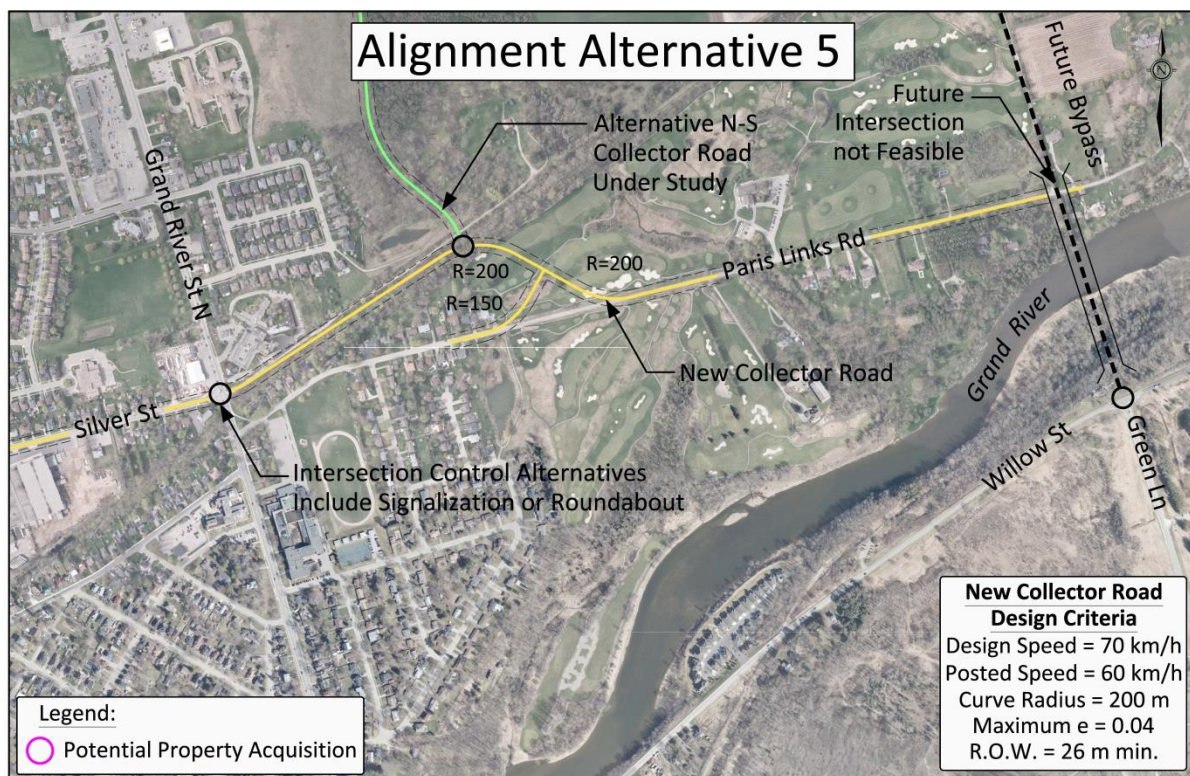 Alignment Alternative 5
Future Bypass
N
Future
Intersection
not Feasible
Alternative N-S
Collector Road
Under Study
Grand River St N
R=200
R=200
R=150
Paris Links Rd
New Collector Road
Grand River
Silver St
Intersection Control Alternatives
Include Signalization or Roundabout
Willow St
Green Ln
New Collector Road
Design Criteria
Design Speed = 70 km/h
Posted Speed = 60 km/h
Curve Radius = 200 m
Maximum e = 0.04
R.O.W. = 26 m min.
Legend:
Potential Property Acquisition